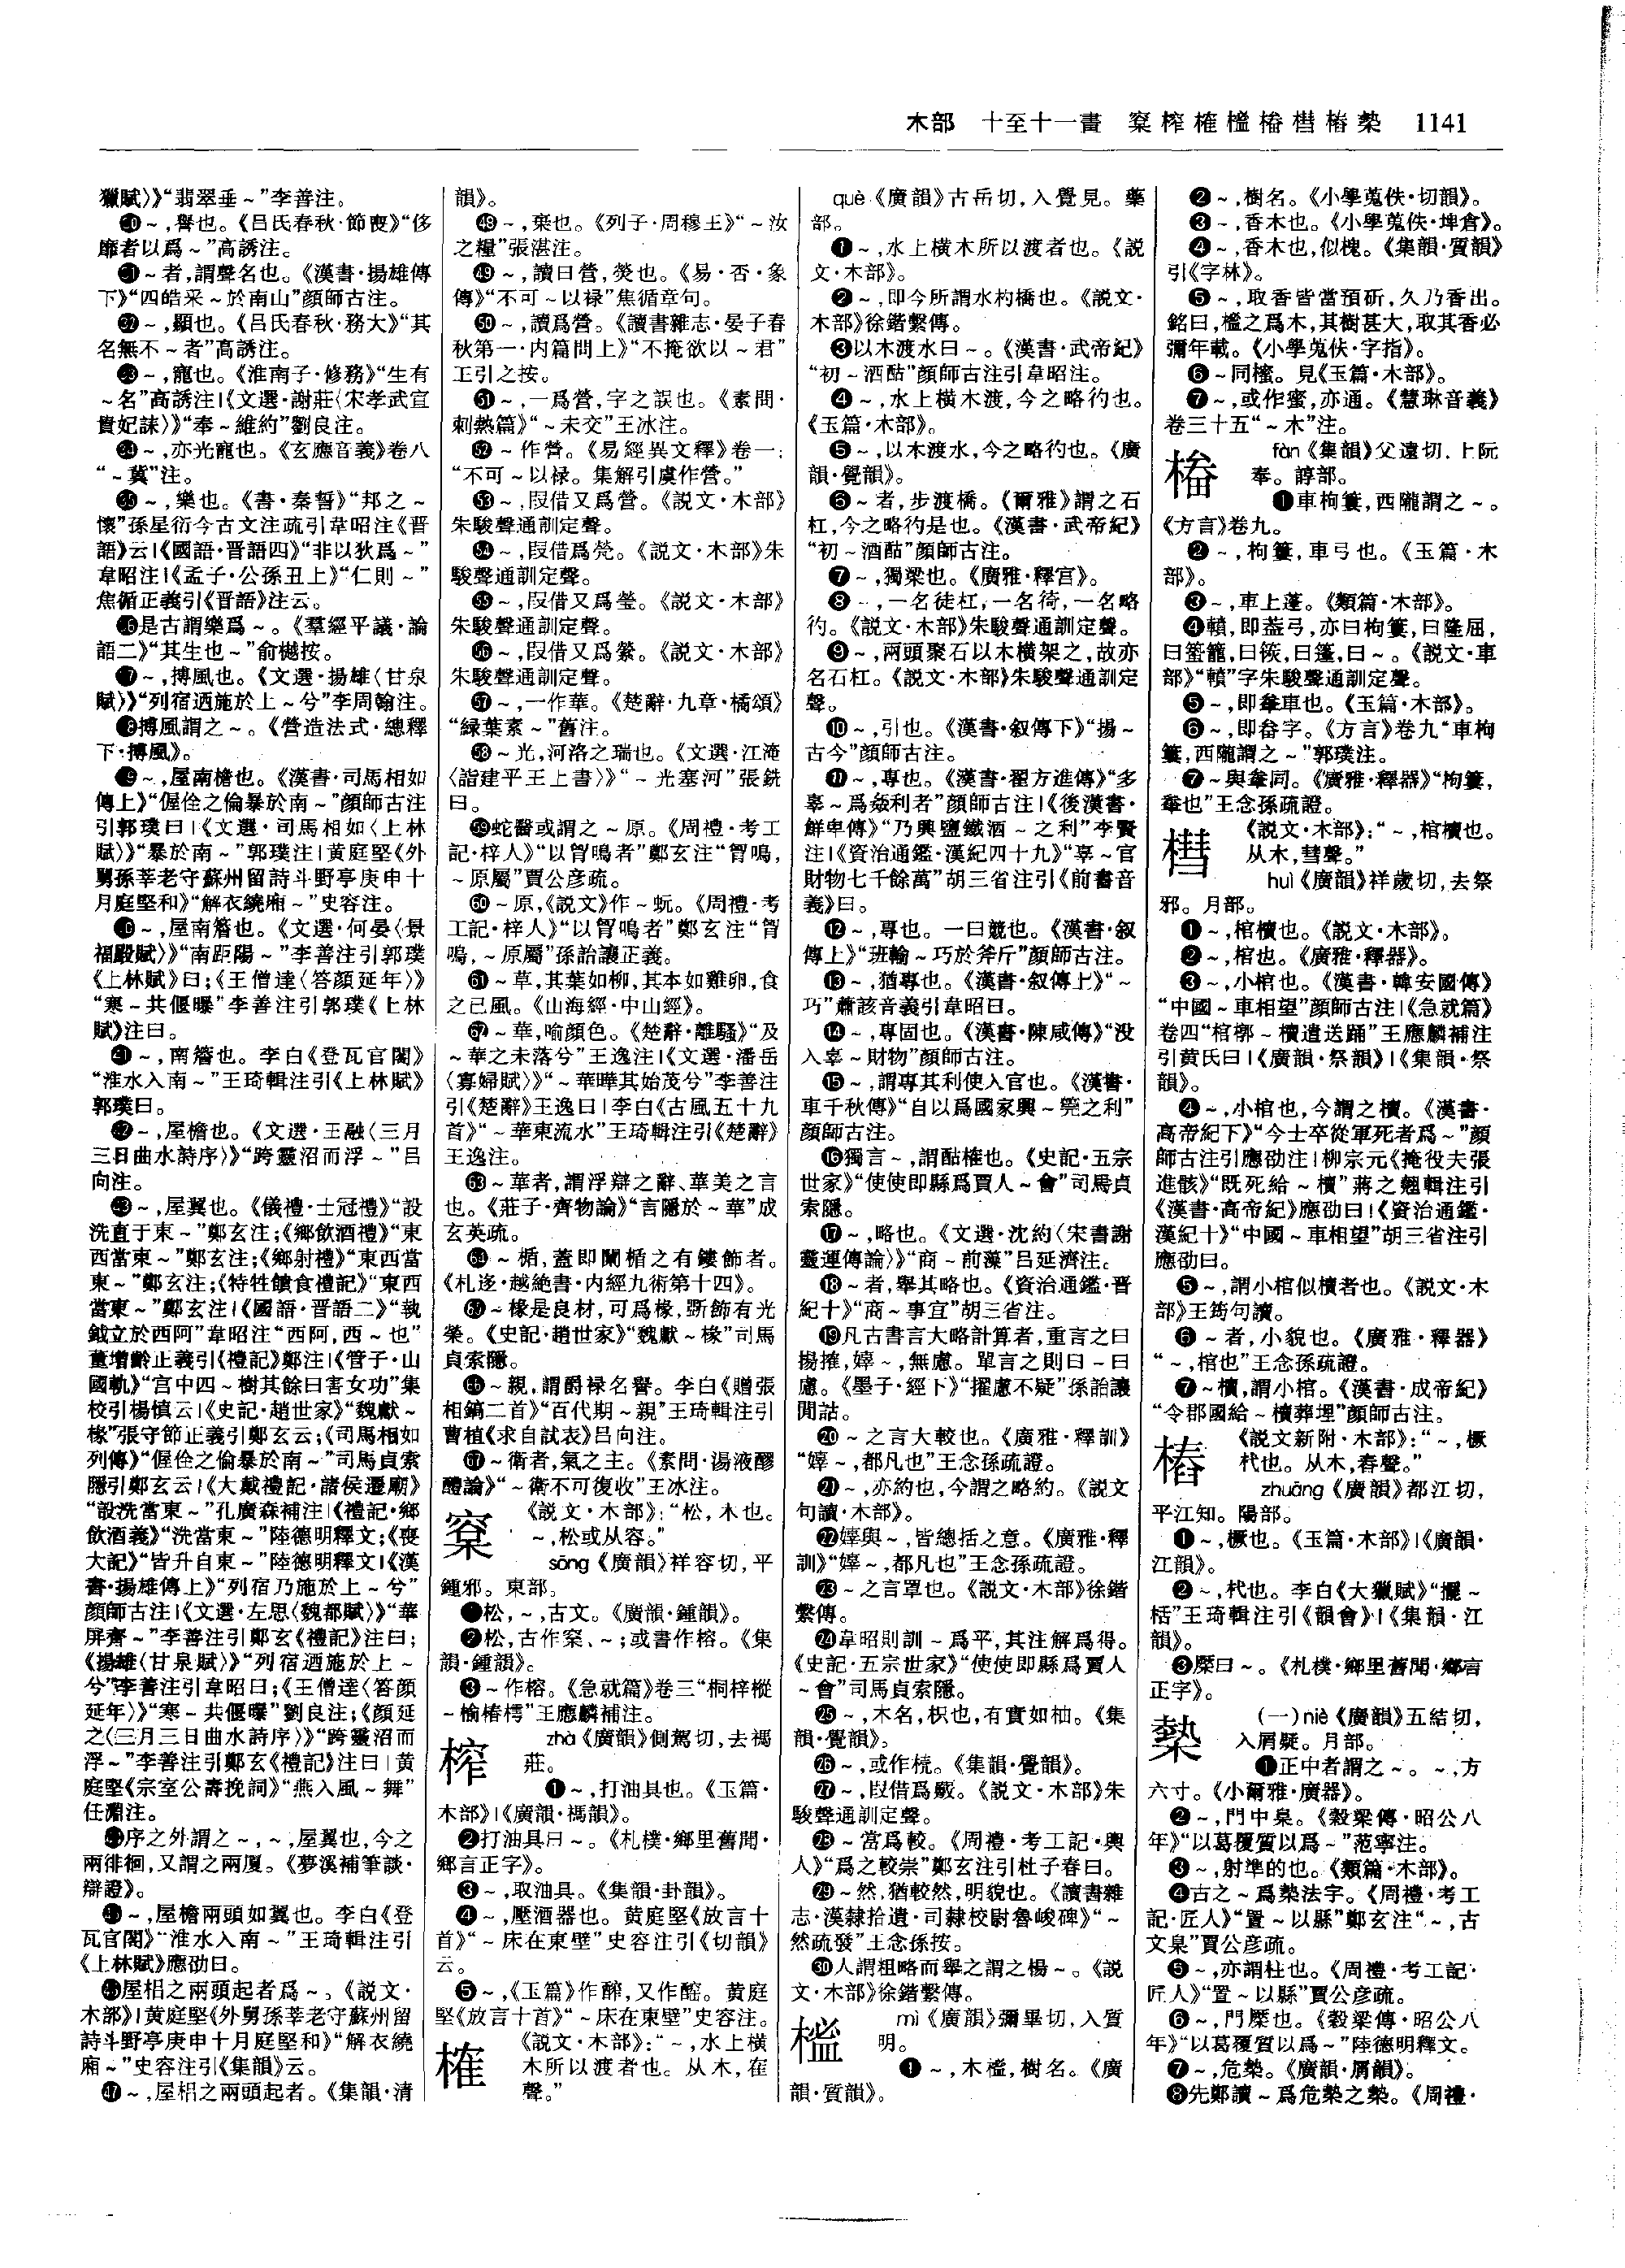 木部　十至十一畫　㮤榨榷榓㮥槥樁槷　1141
獵賦〉》“翡翠垂～”李善注。
㉚～,譽也。《吕氏春秋·節喪》“侈
靡者以爲～”高誘注。
㉛～者,謂聲名也。《漢書·揚雄傳
下》“四皓采～於南山”顔師古注。
㉜～,顯也。《吕氏春秋·務大》“其
名無不～者”高誘注。
㉝～,寵也。《淮南子·修務》“生有
～名”高誘注|《文選·謝莊〈宋孝武宣
貴妃誄〉》“奉～維約”劉良注。
㉞～,亦光寵也。《玄應音義》卷八
“～冀”注。
㉟～,樂也。《書·秦誓》“邦之～
懷”孫星衍今古文注疏引韋昭注《晋
語》云|《國語·晋語四》“非以狄爲～”
韋昭注|《孟子·公孫丑上》“仁則～”
焦循正義引《晋語》注云。
㊱是古謂樂爲～。《羣經平議·論
語二》“其生也～”俞樾按。
㊲～,搏風也。《文選·揚雄〈甘泉
賦〉》“列宿迺施於上～兮”李周翰注。
㊳搏風謂之～。《營造法式·總釋
下·搏風》。
㊴～,屋南檐也。《漢書·司馬相如
傳上》“偓佺之倫暴於南～”顔師古注
引郭璞曰|《文選·司馬相如〈上林
賦〉》“暴於南～”郭璞注|黄庭堅《外
舅孫莘老守蘇州留詩斗野亭庚申十
月庭堅和》“解衣繞廂～”史容注。
㊵～,屋南簷也。《文選·何晏〈景
福殿賦〉》“南距陽～”李善注引郭璞
《上林賦》曰;《王僧達〈答顔延年〉》
“寒～共偃曝”李善注引郭璞《上林
賦》注曰。
㊶～,南簷也。李白《登瓦官閣》
“淮水入南～”王琦輯注引《上林賦》
郭璞曰。
㊷～,屋檐也。《文選·王融〈三月
三日曲水詩序〉》“跨靈沼而浮～”吕
向注。
㊸～,屋翼也。《儀禮·士冠禮》“設
洗直于東～”鄭玄注;《鄉飲酒禮》“東
西當東～”鄭玄注;《鄉射禮》“東西當
東～”鄭玄注;《特牲饋食禮記》“東西
當東～”鄭玄注|《國語·晋語二》“執
鉞立於西阿”韋昭注“西阿,西～也”
董增齡正義引《禮記》鄭注|《管子·山
國軌》“宫中四～樹其餘曰害女功”集
校引楊慎云|《史記·趙世家》“魏獻～
椽”張守節正義引鄭玄云;《司馬相如
列傳》“偓佺之倫暴於南～”司馬貞索
隱引鄭玄云|《大戴禮記·諸侯遷廟》
“設洗當東～”孔廣森補注|《禮記·鄉
飲酒義》“洗當東～”陸德明釋文;《喪
大記》“皆升自東～”陸德明釋文|《漢
書·揚雄傳上》“列宿乃施於上～兮”
顔師古注|《文選·左思〈魏都賦〉》“華
屏齊～”李善注引鄭玄《禮記》注曰;
《揚雄〈甘泉賦〉》“列宿迺施於上～
兮”李善注引韋昭曰;《王僧達〈答顔
延年〉》“寒～共偃曝”劉良注;《顔延
之〈三月三日曲水詩序〉》“跨靈沼而
浮～”李善注引鄭玄《禮記》注曰|黄
庭堅《宗室公壽挽詞》“燕入風～舞”
任淵注。
㊹序之外謂之～,～,屋翼也,今之
兩徘徊,又謂之兩厦。《夢溪補筆談·
辯證》。
㊺～,屋檐兩頭如翼也。李白《登
瓦官閣》“淮水入南～”王琦輯注引
《上林賦》應劭曰。
㊻屋梠之兩頭起者爲～。《説文·
木部》|黄庭堅《外舅孫莘老守蘇州留
詩斗野亭庚申十月庭堅和》“解衣繞
廂～”史容注引《集韻》云。
㊼～,屋梠之兩頭起者。《集韻·清
韻》。
㊽～,棄也。《列子·周穆王》“～汝
之糧”張湛注。
㊾～,讀曰營,熒也。《易·否·象
傳》“不可～以禄”焦循章句。
㊿～,讀爲營。《讀書雜志·晏子春
秋第一·内篇問上》“不掩欲以～君”
王引之按。
51～,一爲營,字之誤也。《素問·
刺熱篇》“～未交”王冰注。
52～作營。《易經異文釋》卷一:
“不可～以禄。集解引虞作營。”
53～,叚借又爲營。《説文·木部》
朱駿聲通訓定聲。
54～,叚借爲煢。《説文·木部》朱
駿聲通訓定聲。
55～,叚借又爲瑩。《説文·木部》
朱駿聲通訓定聲。
56～,叚借又爲縈。《説文·木部》
朱駿聲通訓定聲。
57～,一作華。《楚辭·九章·橘頌》
“緑葉素～”舊注。
58～光,河洛之瑞也。《文選·江淹
〈詣建平王上書〉》“～光塞河”張銑
曰。
59蛇醫或謂之～原。《周禮·考工
記·梓人》“以胷鳴者”鄭玄注“胷鳴,
～原屬”賈公彦疏。
60～原,《説文》作～蚖。《周禮·考
工記·梓人》“以胷鳴者”鄭玄注“胷
鳴,～原屬”孫詒讓正義。
61～草,其葉如柳,其本如雞卵,食
之已風。《山海經·中山經》。
62～華,喻顔色。《楚辭·離騷》“及
～華之未落兮”王逸注|《文選·潘岳
〈寡婦賦〉》“～華曄其始茂兮”李善注
引《楚辭》王逸曰|李白《古風五十九
首》“～華東流水”王琦輯注引《楚辭》
王逸注。
63～華者,謂浮辯之辭、華美之言
也。《莊子·齊物論》“言隱於～華”成
玄英疏。
64～楯,蓋即闌楯之有鏤飾者。
《札迻·越絶書·内經九術第十四》。
65～椽是良材,可爲椽,斲飾有光
榮。《史記·趙世家》“魏獻～椽”司馬
貞索隱。
66～親,謂爵禄名譽。李白《贈張
相鎬二首》“百代期～親”王琦輯注引
曹植《求自試表》吕向注。
67～衛者,氣之主。《素問·湯液醪
醴論》“～衛不可復收”王冰注。
㮤　《説文·木部》:“松,木也。
～,松或从容。”
sōng《廣韻》祥容切,平
鍾邪。東部。
❶松,～,古文。《廣韻·鍾韻》。
❷松,古作㮤、～;或書作榕。《集
韻·鍾韻》。
❸～作榕。《急就篇》卷三“桐梓樅
～榆椿樗”王應麟補注。
榨　zhà《廣韻》側駕切,去禡
莊。
❶～,打油具也。《玉篇·
木部》|《廣韻·禡韻》。
❷打油具曰～。《札樸·鄉里舊聞·
鄉言正字》。
❸～,取油具。《集韻·卦韻》。
❹～,壓酒器也。黄庭堅《放言十
首》“～床在東壁”史容注引《切韻》
云。
❺～,《玉篇》作醡,又作醛。黄庭
堅《放言十首》“～床在東壁”史容注。
榷　《説文·木部》:“～,水上横
木所以渡者也。从木,隺
聲。”
què《廣韻》古岳切,入覺見。藥
部。
❶～,水上横木所以渡者也。《説
文·木部》。
❷～,即今所謂水杓橋也。《説文·
木部》徐鍇繫傳。
❸以木渡水曰～。《漢書·武帝紀》
“初～酒酤”顔師古注引韋昭注。
❹～,水上横木渡,今之略彴也。
《玉篇·木部》。
❺～,以木渡水,今之略彴也。《廣
韻·覺韻》。
❻～者,步渡橋。《爾雅》謂之石
杠,今之略彴是也。《漢書·武帝紀》
“初～酒酤”顔師古注。
❼～,獨梁也。《廣雅·釋宫》。
❽～,一名徒杠,一名徛,一名略
彴。《説文·木部》朱駿聲通訓定聲。
❾～,兩頭聚石以木横架之,故亦
名石杠。《説文·木部》朱駿聲通訓定
聲。
❿～,引也。《漢書·叙傳下》“揚～
古今”顔師古注。
⓫～,專也。《漢書·翟方進傳》“多
辜～爲姦利者”顔師古注|《後漢書·
鮮卑傳》“乃興鹽鐵酒～之利”李賢
注|《資治通鑑·漢紀四十九》“辜～官
財物七千餘萬”胡三省注引《前書音
義》曰。
⓬～,專也。一曰競也。《漢書·叙
傳上》“班輸～巧於斧斤”顔師古注。
⓭～,猶專也。《漢書·叙傳上》“～
巧”蕭該音義引韋昭曰。
⓮～,專固也。《漢書·陳咸傳》“没
入辜～財物”顔師古注。
⓯～,謂專其利使入官也。《漢書·
車千秋傳》“自以爲國家興～筦之利”
顔師古注。
⓰獨言～,謂酤榷也。《史記·五宗
世家》“使使即縣爲賈人～會”司馬貞
索隱。
⓱～,略也。《文選·沈約〈宋書謝
靈運傳論〉》“商～前藻”吕延濟注。
⓲～者,舉其略也。《資治通鑑·晋
紀十》“商～事宜”胡三省注。
⓳凡古書言大略計算者,重言之曰
揚搉,嫴～,無慮。單言之則曰～曰
慮。《墨子·經下》“擢慮不疑”孫詒讓
閒詁。
⓴～之言大較也。《廣雅·釋訓》
“嫴～,都凡也”王念孫疏證。
㉑～,亦約也,今謂之略約。《説文
句讀·木部》。
㉒嫴與～,皆總括之意。《廣雅·釋
訓》“嫴～,都凡也”王念孫疏證。
㉓～之言罩也。《説文·木部》徐鍇
繫傳。
㉔韋昭則訓～爲平,其注解爲得。
《史記·五宗世家》“使使即縣爲賈人
～會”司馬貞索隱。
㉕～,木名,枳也,有實如柚。《集
韻·覺韻》。
㉖～,或作梡。《集韻·覺韻》。
㉗～,叚借爲嚴。《説文·木部》朱
駿聲通訓定聲。
㉘～當爲較。《周禮·考工記·輿
人》“爲之較崇”鄭玄注引杜子春曰。
㉙～然,猶較然,明貌也。《讀書雜
志·漢隸拾遺·司隸校尉魯峻碑》“～
然疏發”王念孫按。
㉚人謂粗略而舉之謂之楊～。《説
文·木部》徐鍇繫傳。
榓　mì《廣韻》彌畢切,入質
明。
❶～,木榓,樹名。《廣
韻·質韻》。
❷～,樹名。《小學蒐佚·切韻》。
❸～,香木也。《小學蒐佚·埤倉》。
❹～,香木也,似槐。《集韻·質韻》
引《字林》。
❺～,取香皆當預斫,久乃香出。
銘曰,榓之爲木,其樹甚大,取其香必
彌年載。《小學蒐佚·字指》。
❻～同樒。見《玉篇·木部》。
❼～,或作蜜,亦通。《慧琳音義》
卷三十五“～木”注。
㮥　fàn《集韻》父遠切,上阮
奉。諄部。
❶車枸簍,西隴謂之～。
《方言》卷九。
❷～,枸簍,車弓也。《玉篇·木
部》。
❸～,車上蓬。《類篇·木部》。
❹轒,即葢弓,亦曰枸簍,曰隆屈,
曰簦籠,曰筱,曰篷,曰～。《説文·車
部》“轒”字朱駿聲通訓定聲。
❺～,即軬車也。《玉篇·木部》。
❻～,即畚字。《方言》卷九“車枸
簍,西隴謂之～”郭璞注。
❼～與軬同。《廣雅·釋器》“枸簍,
軬也”王念孫疏證。
槥　《説文·木部》:“～,棺櫝也。
从木,彗聲。”
huì《廣韻》祥歲切,去祭
邪。月部。
❶～,棺櫝也。《説文·木部》。
❷～,棺也。《廣雅·釋器》。
❸～,小棺也。《漢書·韓安國傳》
“中國～車相望”顔師古注|《急就篇》
卷四“棺槨～櫝遣送踊”王應麟補注
引黄氏曰|《廣韻·祭韻》|《集韻·祭
韻》。
❹～,小棺也,今謂之櫝。《漢書·
高帝紀下》“今士卒從軍死者爲～”顔
師古注引應劭注|柳宗元《掩役夫張
進骸》“既死給～櫝”蔣之翹輯注引
《漢書·高帝紀》應劭曰|《資治通鑑·
漢紀十》“中國～車相望”胡三省注引
應劭曰。
❺～,謂小棺似櫝者也。《説文·木
部》王筠句讀。
❻～者,小貌也。《廣雅·釋器》
“～,棺也”王念孫疏證。
❼～櫝,謂小棺。《漢書·成帝紀》
“令郡國給～櫝葬埋”顔師古注。
樁　《説文新附·木部》:“～,橛
杙也。从木,舂聲。”
zhuāng《廣韻》都江切,
平江知。陽部。
❶～,橛也。《玉篇·木部》|《廣韻·
江韻》。
❷～,杙也。李白《大獵賦》“擺～
栝”王琦輯注引《韻會》|《集韻·江
韻》。
❸橜曰～。《札樸·鄉里舊聞·鄉言
正字》。
槷　(一)niè《廣韻》五結切,
入屑疑。月部。
❶正中者謂之～。～,方
六寸。《小爾雅·廣器》。
❷～,門中臬。《穀梁傳·昭公八
年》“以葛覆質以爲～”范寧注。
❸～,射準的也。《類篇·木部》。
❹古之～爲槷法字。《周禮·考工
記·匠人》“置～以縣”鄭玄注“～,古
文臬”賈公彦疏。
❺～,亦謂柱也。《周禮·考工記·
匠人》“置～以縣”賈公彦疏。
❻～,門橜也。《穀梁傳·昭公八
年》“以葛覆質以爲～”陸德明釋文。
❼～,危槷。《廣韻·屑韻》。
❽先鄭讀～爲危槷之槷。《周禮·